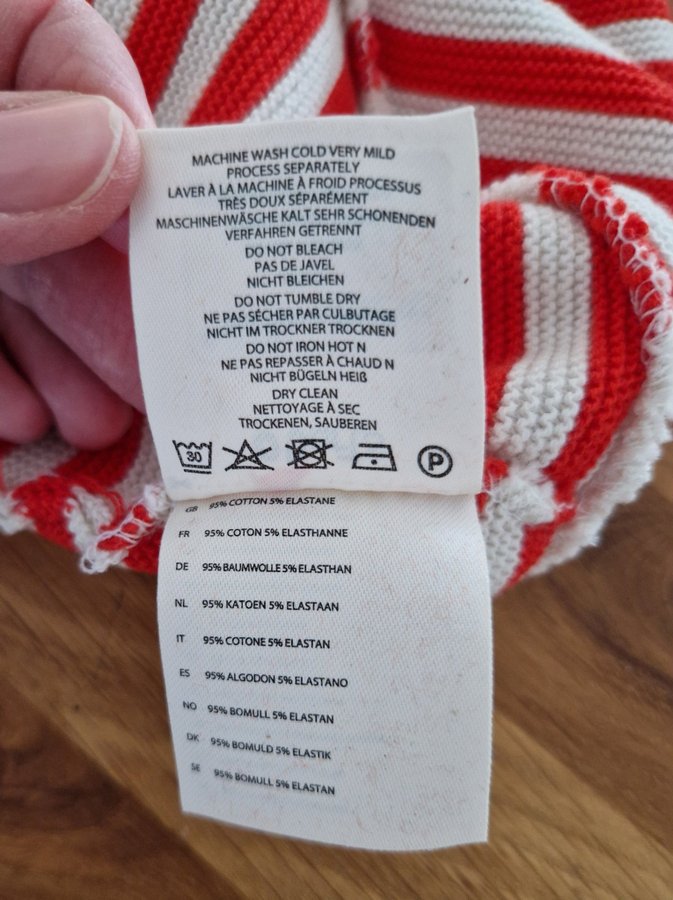 MACHINE WASH COLD VERY MILD
PROCESS SEPARATELY
LAVER À LA MACHINE À FROID PROCESSUS
TRÈS DOUX SÉPARÉMENT
MASCHINENWÄSCHE KALT SEHR SCHONENDEN
VERFAHREN GETRENNT
DO NOT BLEACH
PAS DE JAVEL
NICHT BLEICHEN
DO NOT TUMBLE DRY
NE PAS SÉCHER PAR CULBUTAGE
NICHT IM TROCKNER TROCKNEN
DO NOT IRON HOT N
NE PAS REPASSER À CHAUD N
NICHT BÜGELN HEIß
DRY CLEAN
NETTOYAGE À SEC
TROCKENEN, SAUBEREN
30 P
GB 95% COTTON 5% ELASTANE
FR 95% COTON 5% ELASTHANNE
DE 95% BAUMWOLLE 5% ELASTHAN
NL 95% KATOEN 5% ELASTAAN
IT 95% COTONE 5% ELASTAN
ES 95% ALGODON 5% ELASTANO
NO 95% BOMULL 5% ELASTAN
DK 95% BOMULD 5% ELASTIK
SE 95% BOMULL 5% ELASTAN